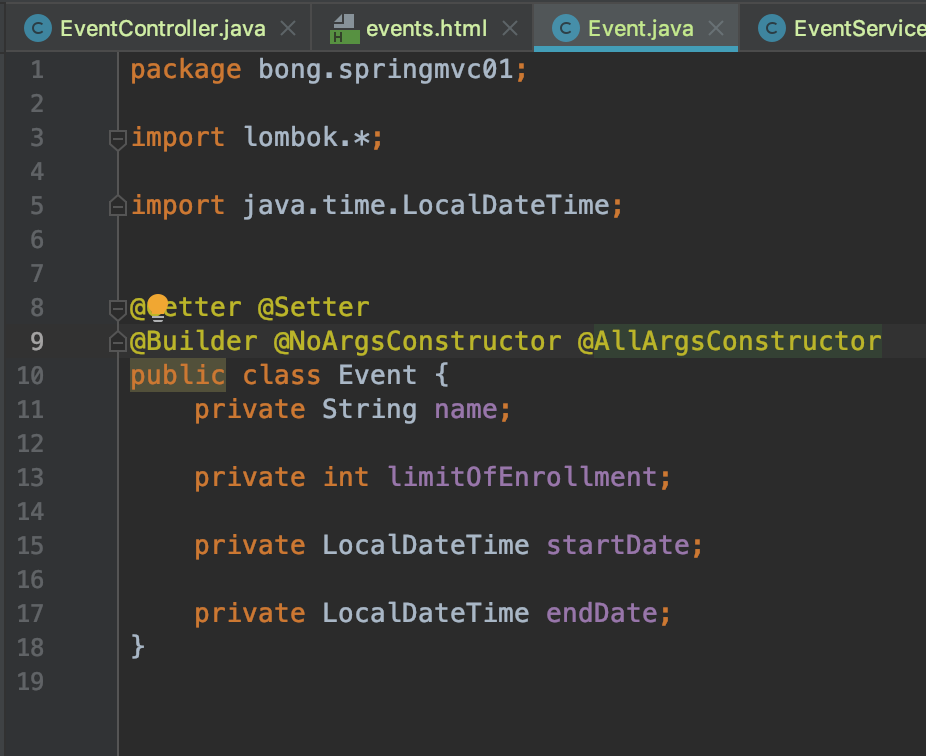 EventController.java events.html Event.java EventService
1 package bong.springmvc01;
2
3 import lombok.*;
4
5 import java.time.LocalDateTime;
6
7
8 @Getter @Setter
9 @Builder @NoArgsConstructor @AllArgsConstructor
10 public class Event {
11 private String name;
12
13 private int limitOfEnrollment;
14
15 private LocalDateTime startDate;
16
17 private LocalDateTime endDate;
18 }
19